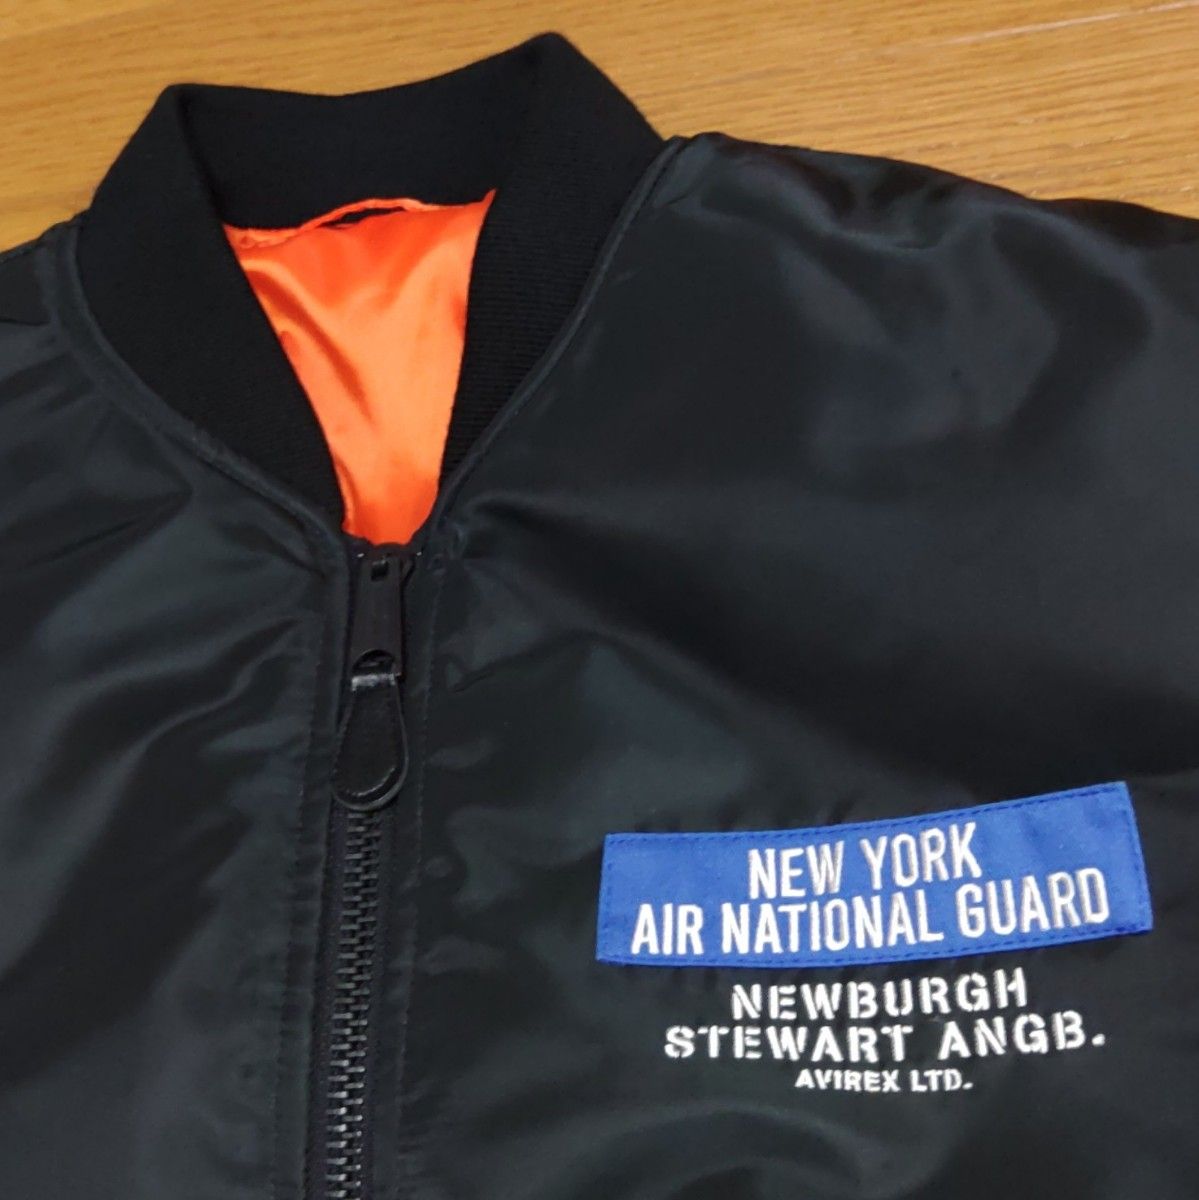 NEW YORK
AIR NATIONAL GUARD
NEWBURGH
STEWART ANGB.
AVIREX LTD.